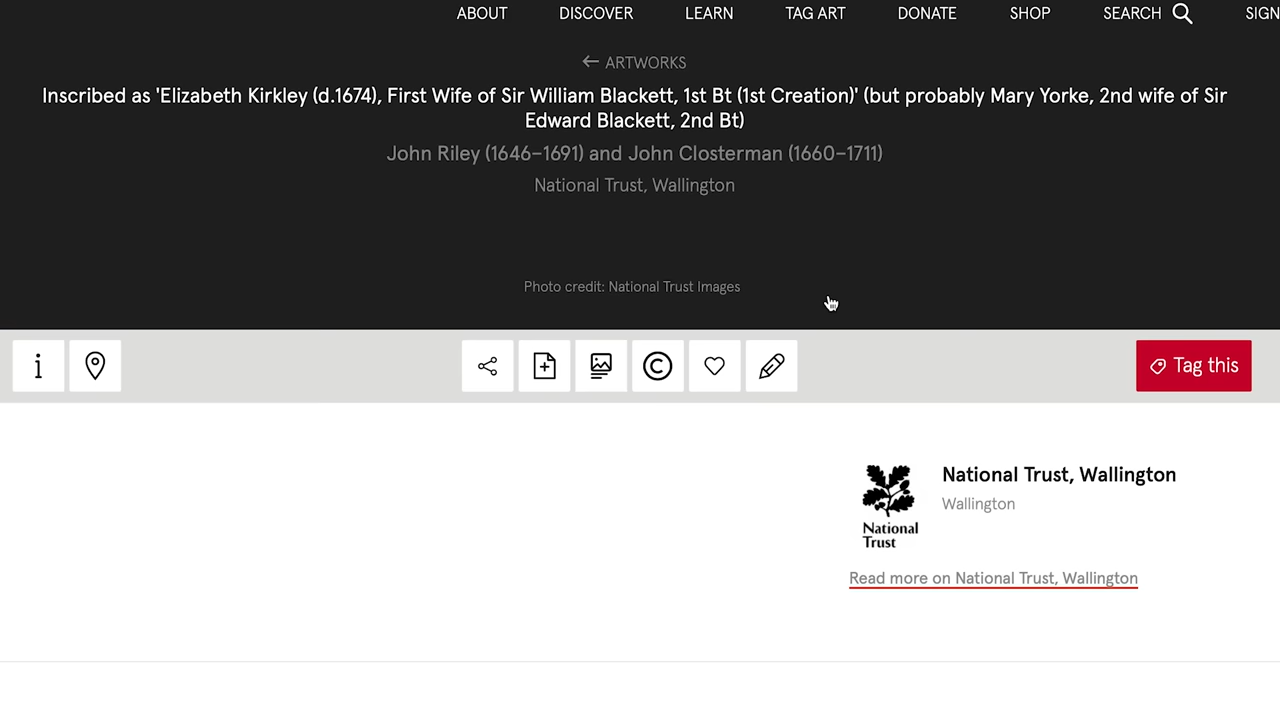 ABOUT DISCOVER LEARN TAG ART DONATE SHOP SEARCH SIGN
← ARTWORKS
Inscribed as 'Elizabeth Kirkley (d.1674), First Wife of Sir William Blackett, 1st Bt (1st Creation)' (but probably Mary Yorke, 2nd wife of Sir
Edward Blackett, 2nd Bt)
John Riley (1646–1691) and John Closterman (1660–1711)
National Trust, Wallington
Photo credit: National Trust Images
i © Tag this
National Trust, Wallington
Wallington
National
Trust
Read more on National Trust, Wallington